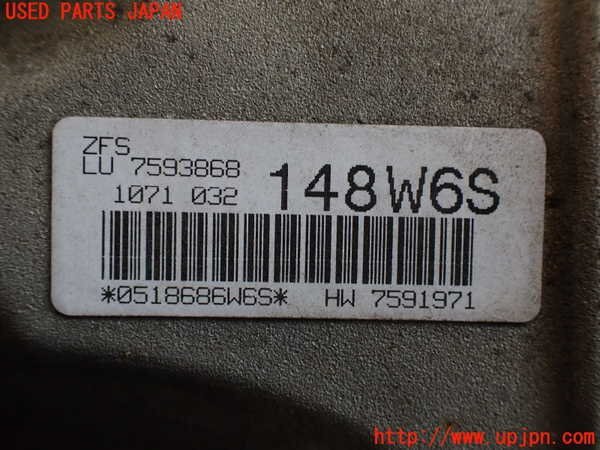 USED PARTS JAPAN
ZFS
LU 7593868
1071 032
148W6S
*0518686W6S* HW 7591971
http://www.upjpn.com